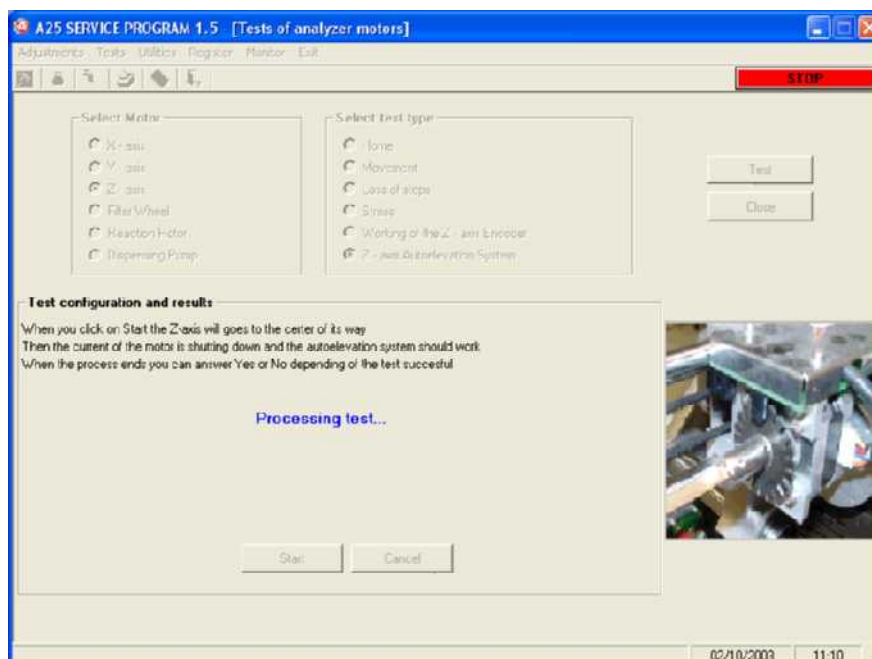 A25 SERVICE PROGRAM 1.5 - [Tests of analyzer motors]
Adjustments Tests Utilities Register Monitor Exit
STOP
Select Motor
X - axis
Y - axis
Z - axis
Filter Wheel
Reaction Rotor
Dispensing Pump
Select test type
Home
Movement
Loss of steps
Stress
Working of the Z - axis Encoder
Z - axis Autoelevation System
Test
Close
Test configuration and results
When you click on Start the Z-axis will goes to the center of its way
Then the current of the motor is shutting down and the autoelevation system should work
When the process ends you can answer Yes or No depending of the test succesful
Processing test...
Start Cancel
02/10/2003 11:10